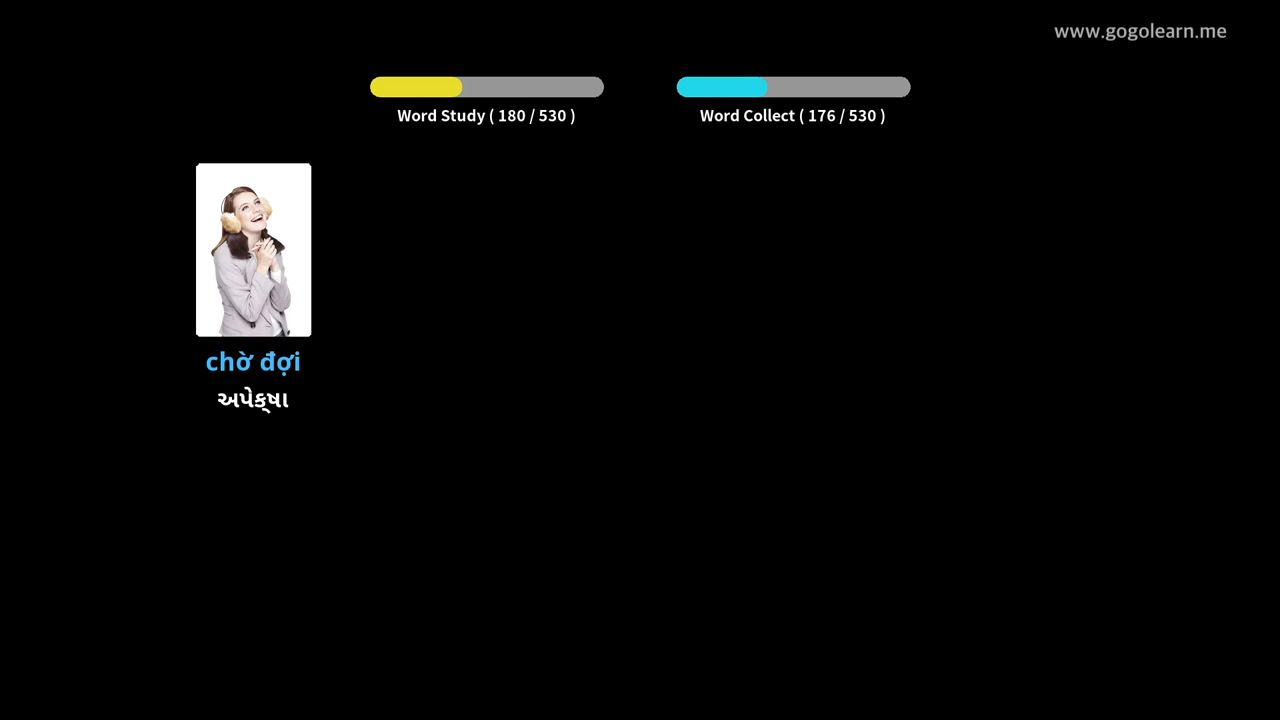 www.gogolearn.me
Word Study ( 180 / 530 )
Word Collect ( 176 / 530 )
chờ đợi
અપેક્ષા